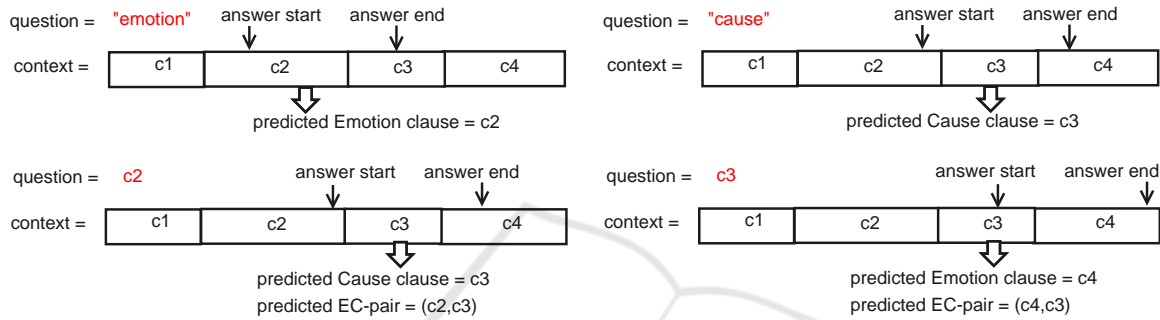 question = "emotion" answer start answer end
context = c1 c2 c3 c4
predicted Emotion clause = c2
question = "cause" answer start answer end
context = c1 c2 c3 c4
predicted Cause clause = c3
question = c2 answer start answer end
context = c1 c2 c3 c4
predicted Cause clause = c3
predicted EC-pair = (c2,c3)
question = c3 answer start answer end
context = c1 c2 c3 c4
predicted Emotion clause = c4
predicted EC-pair = (c4,c3)